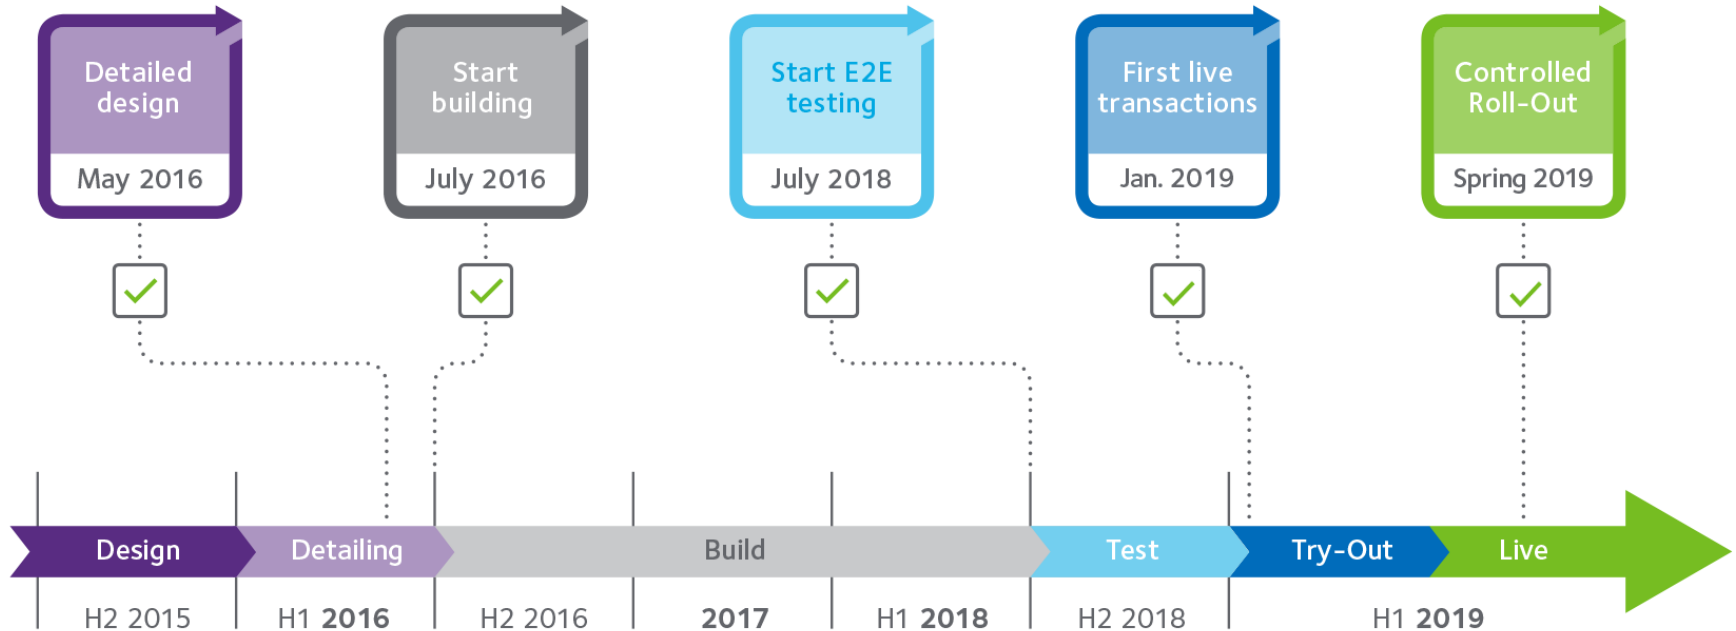 Detailed
design
May 2016
Start
building
July 2016
Start E2E
testing
July 2018
First live
transactions
Jan. 2019
Controlled
Roll-Out
Spring 2019
Design
Detailing
Build
Test
Try-Out
Live
H2 2015
H1 2016
H2 2016
2017
H1 2018
H2 2018
H1 2019